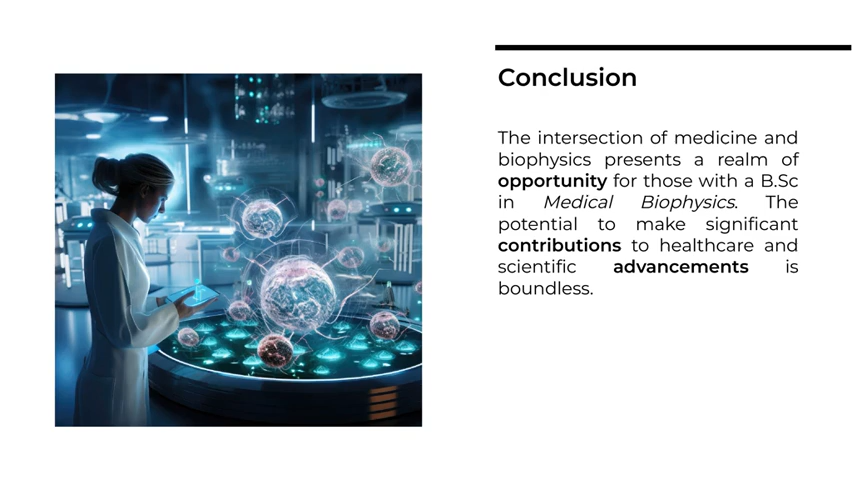 Conclusion
The intersection of medicine and
biophysics presents a realm of
opportunity for those with a B.Sc
in Medical Biophysics. The
potential to make significant
contributions to healthcare and
scientific advancements is
boundless.